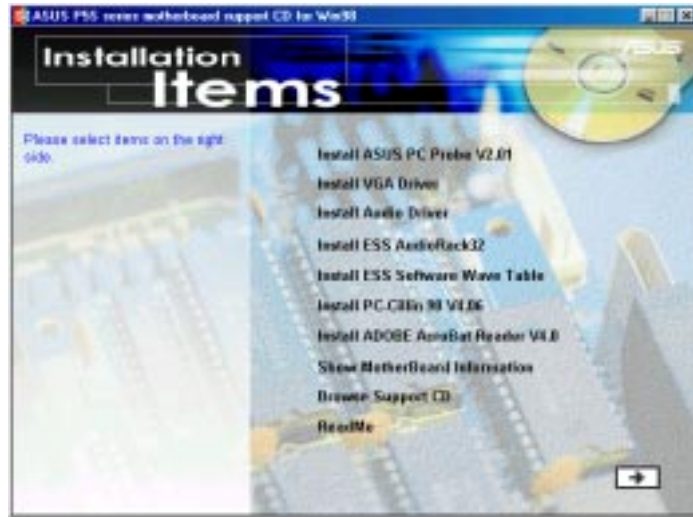 ASUS P5S series motherboard support CD for Win98
Installation
Items
ASUS
Please select items on the right
side.
Install ASUS PC Probe V2.01
Install VGA Driver
Install Audio Driver
Install ESS AudioRack32
Install ESS Software Wave Table
Install PC-Cillin 98 V4.06
Install ADOBE AcroBat Reader V4.0
Show MotherBoard Information
Browse Support CD
ReadMe